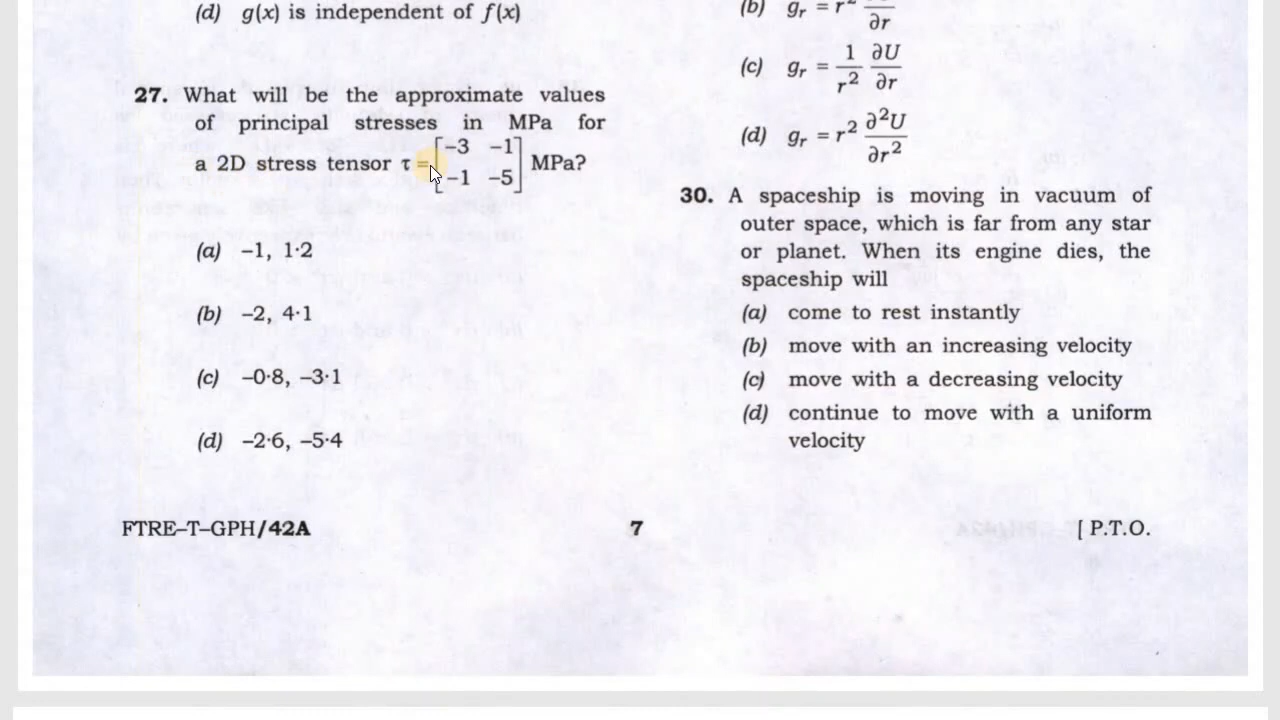 (d) g(x) is independent of f(x)
27. What will be the approximate values
of principal stresses in MPa for
a 2D stress tensor τ = [−3 −1
−1 −5] MPa?
(a) −1, 1·2
(b) −2, 4·1
(c) −0·8, −3·1
(d) −2·6, −5·4
FTRE–T–GPH/42A
(b) gᵣ = r² ∂U/∂r
(c) gᵣ = 1/r² ∂U/∂r
(d) gᵣ = r² ∂²U/∂r²
30. A spaceship is moving in vacuum of
outer space, which is far from any star
or planet. When its engine dies, the
spaceship will
(a) come to rest instantly
(b) move with an increasing velocity
(c) move with a decreasing velocity
(d) continue to move with a uniform
velocity
7
[ P.T.O.